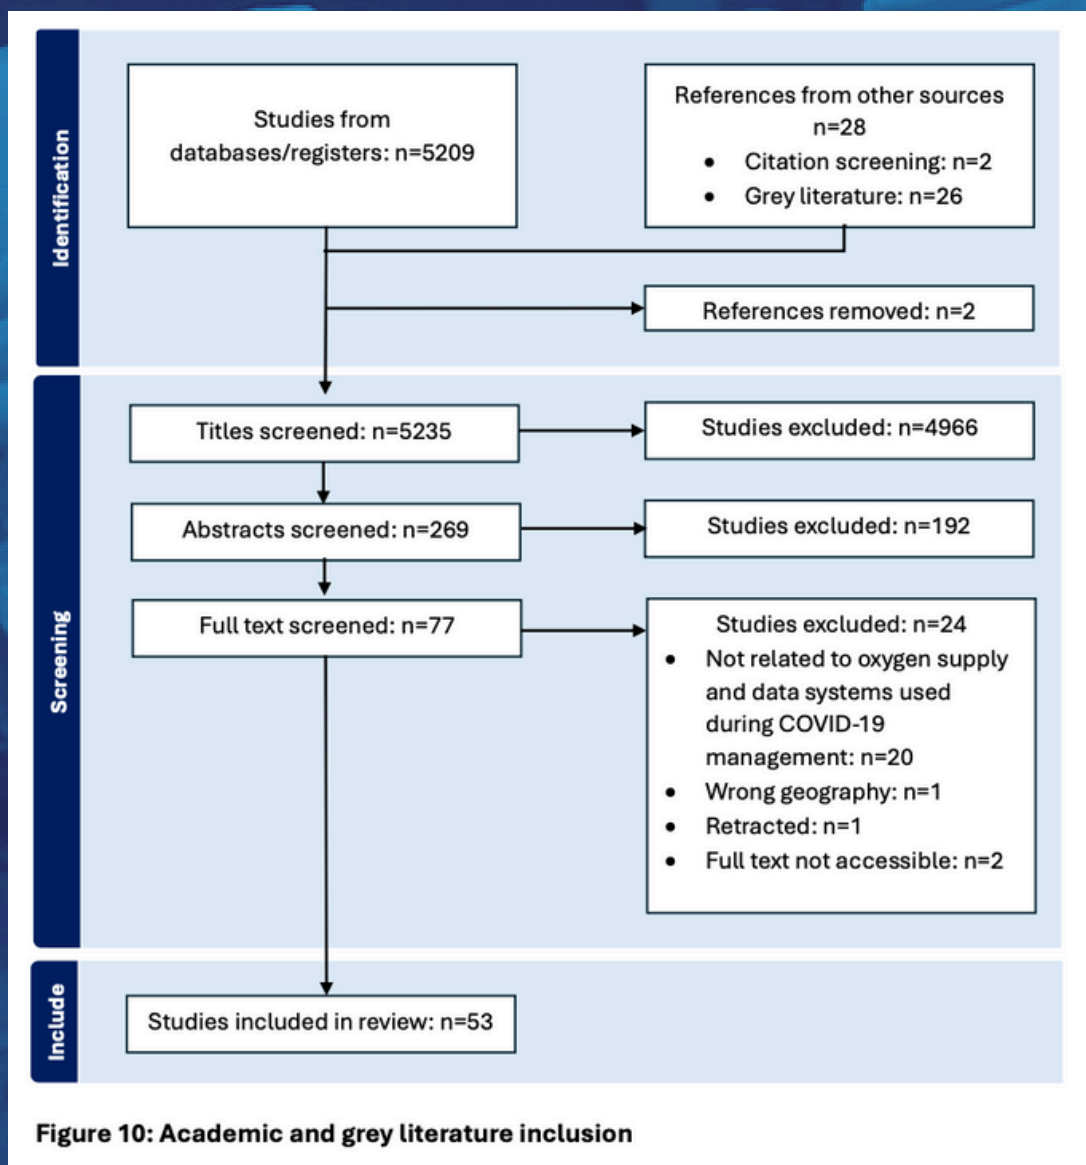 Identification
Studies from
databases/registers: n=5209
References from other sources
n=28
• Citation screening: n=2
• Grey literature: n=26
References removed: n=2
Screening
Titles screened: n=5235
Studies excluded: n=4966
Abstracts screened: n=269
Studies excluded: n=192
Full text screened: n=77
Studies excluded: n=24
• Not related to oxygen supply
and data systems used
during COVID-19
management: n=20
• Wrong geography: n=1
• Retracted: n=1
• Full text not accessible: n=2
Include
Studies included in review: n=53
Figure 10: Academic and grey literature inclusion